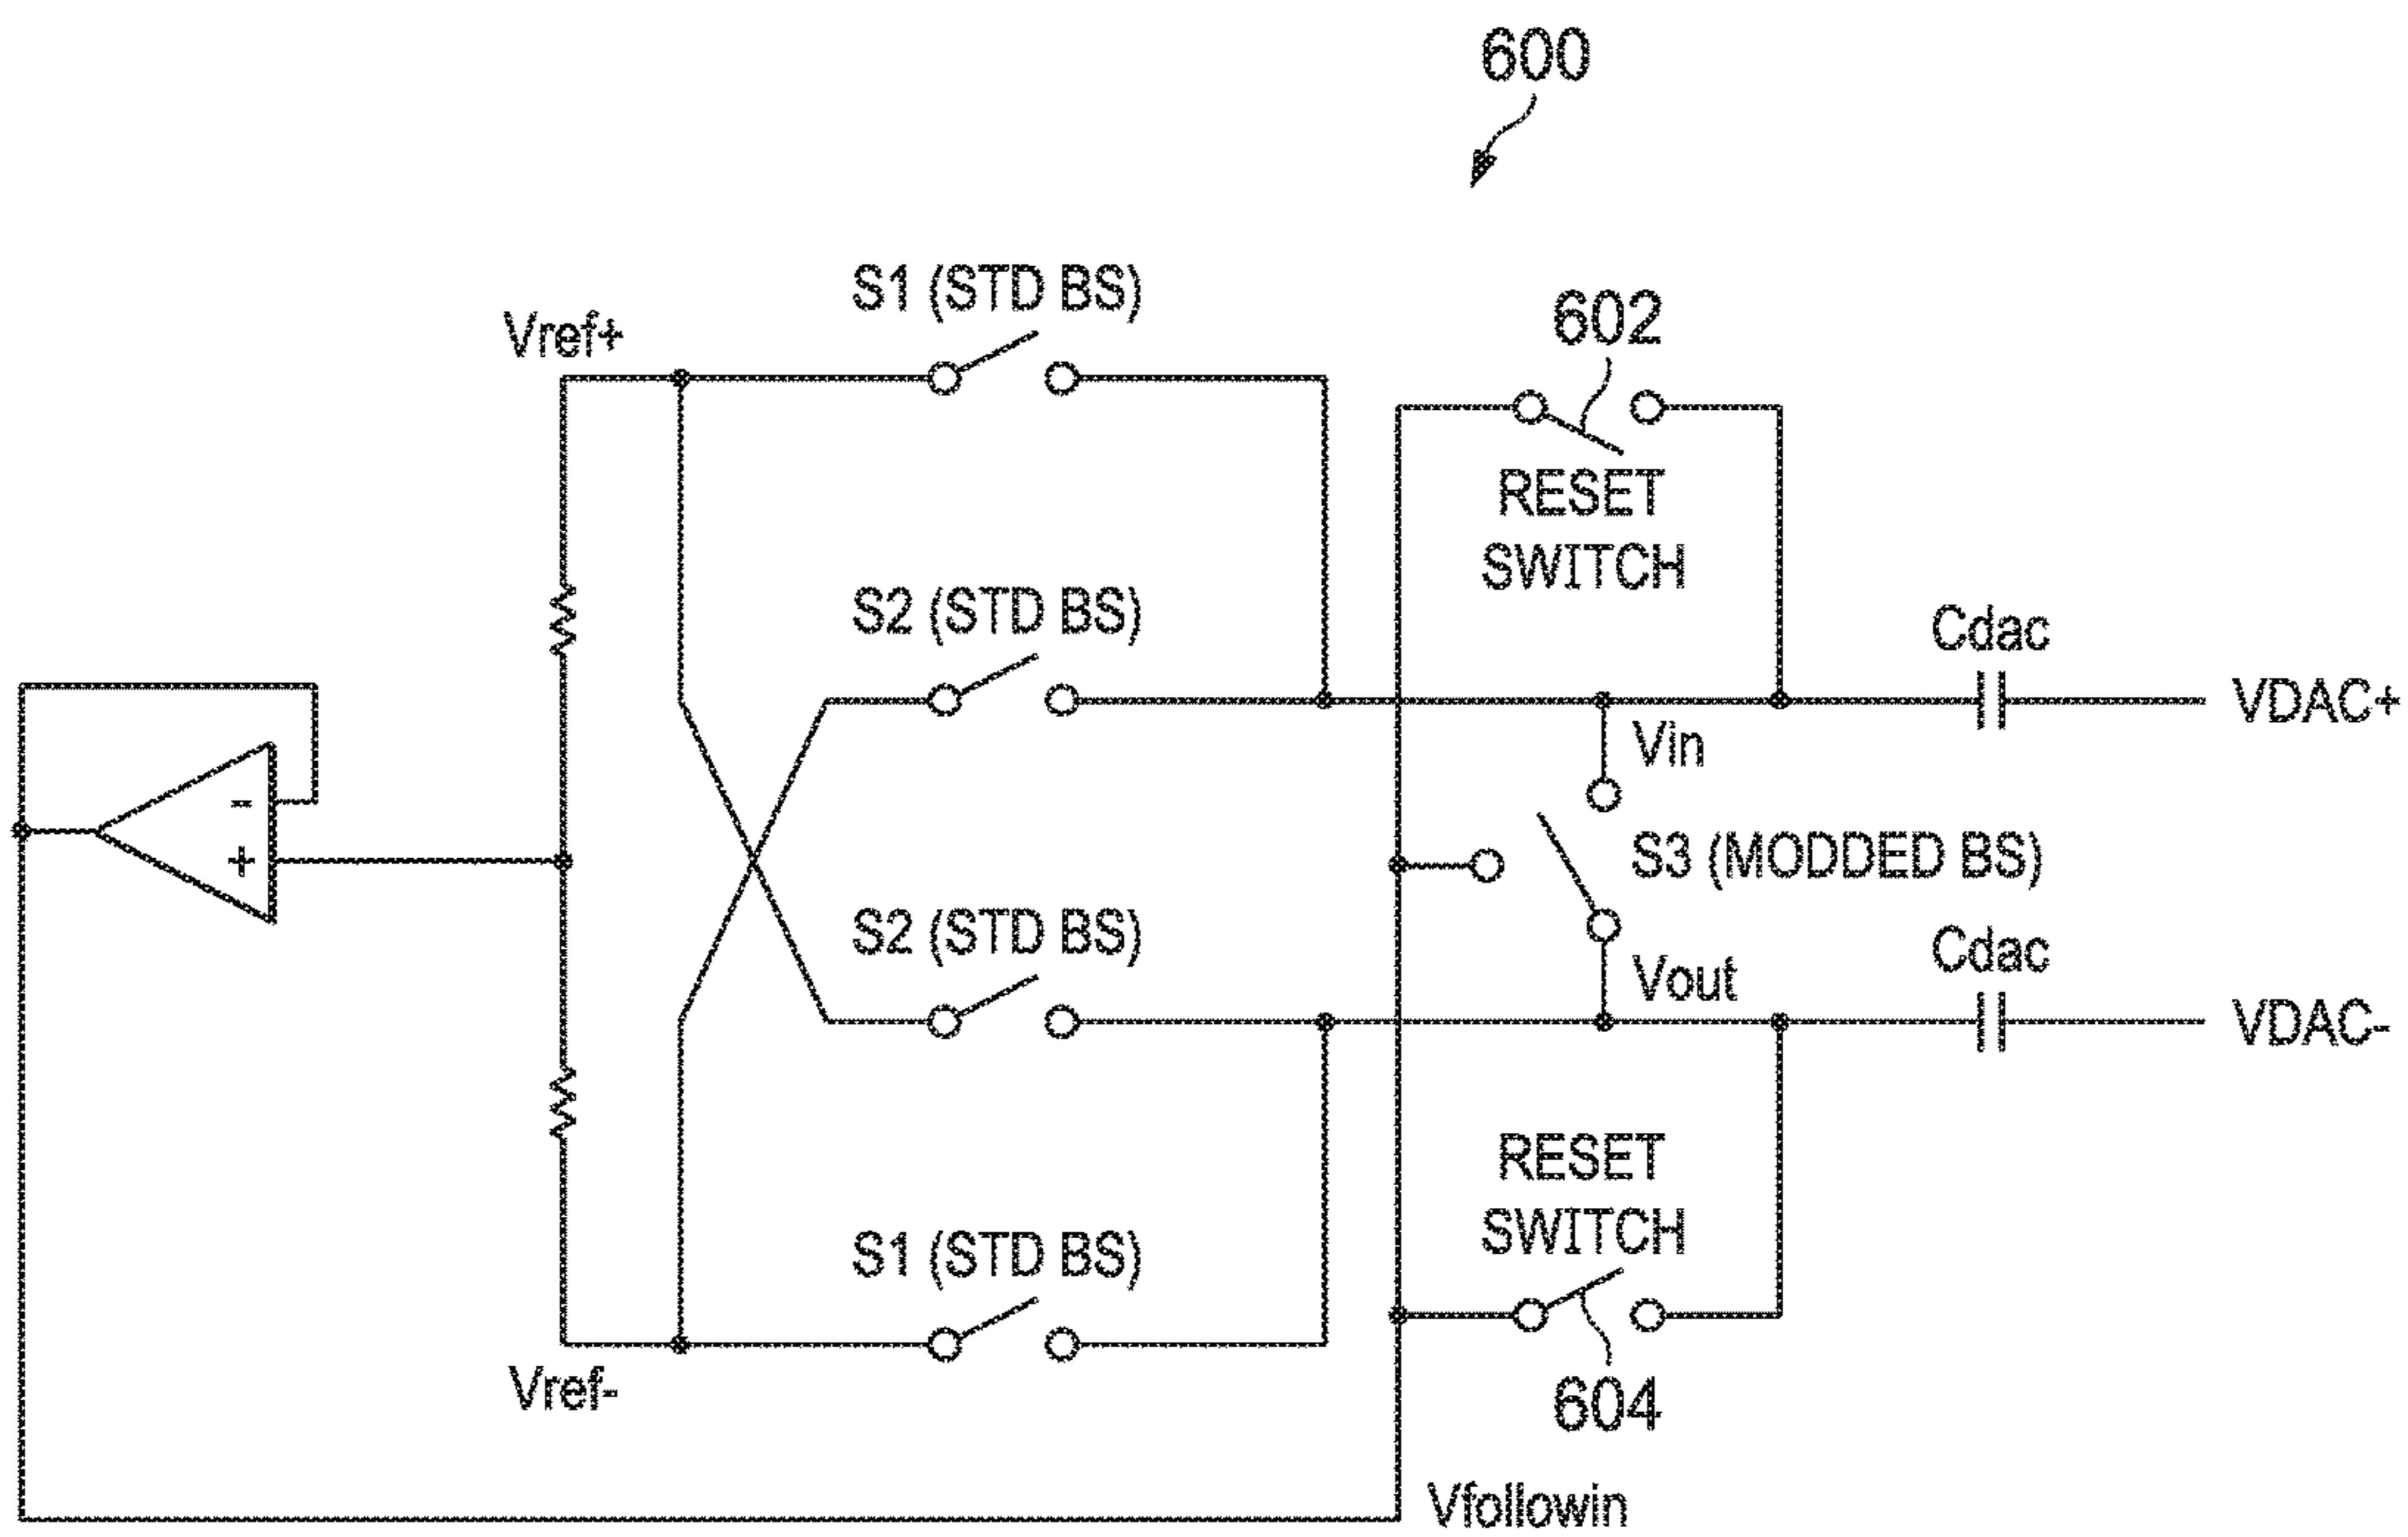 600
S1 (STD BS)
Vref+
602
RESET
SWITCH
S2 (STD BS)
Cdac
VDAC+
Vin
-
+
S3 (MODDED BS)
S2 (STD BS)
Cdac
Vout
VDAC-
RESET
SWITCH
S1 (STD BS)
Vref-
604
Vfollowin